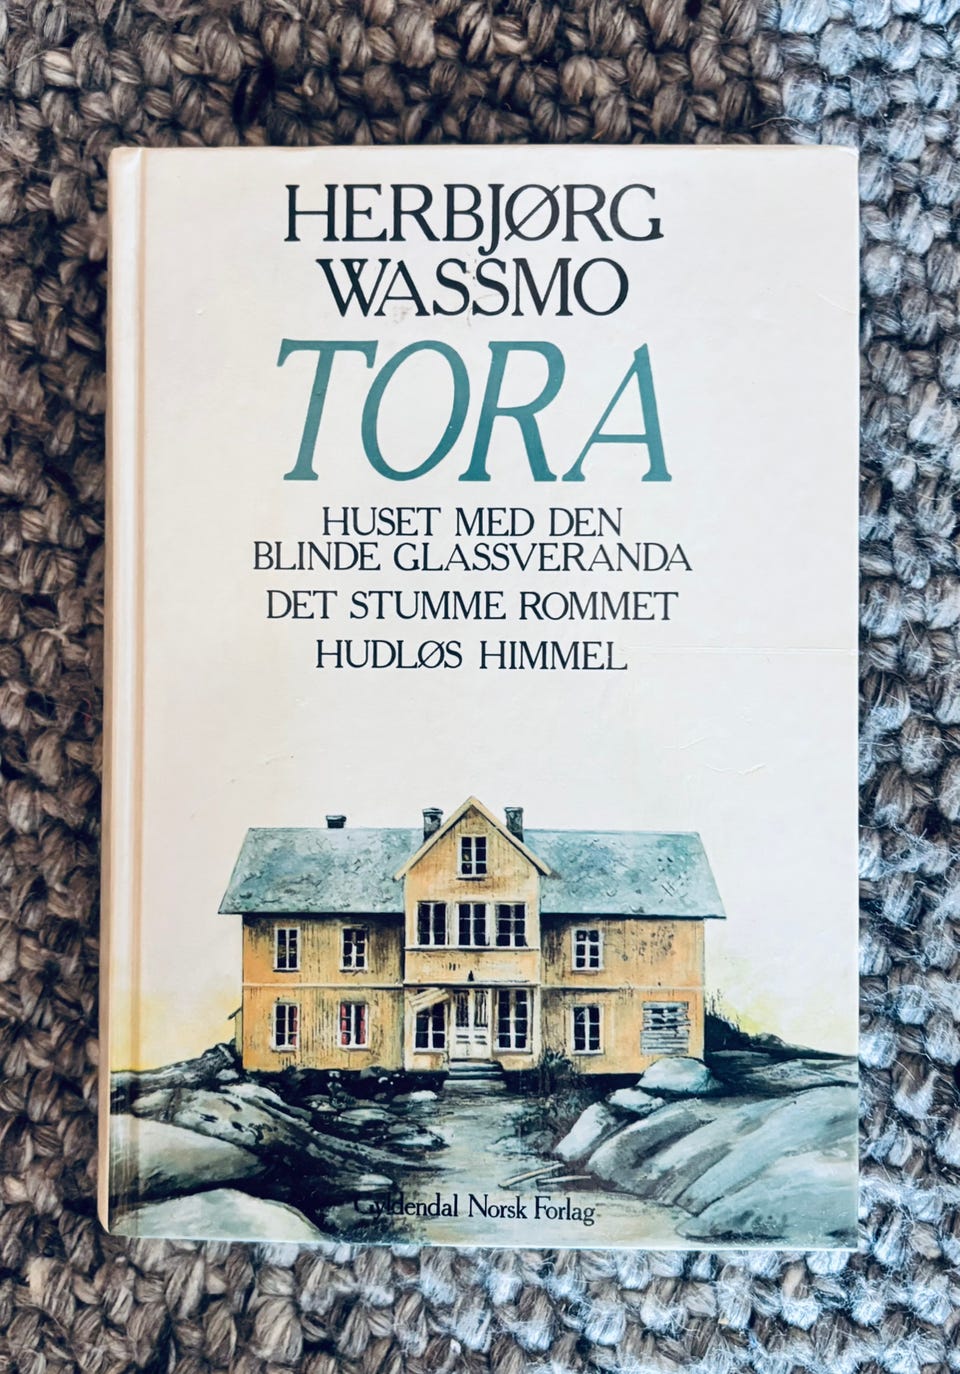 HERBJØRG
WASSMO
TORA
HUSET MED DEN
BLINDE GLASSVERANDA
DET STUMME ROMMET
HUDLØS HIMMEL
Gyldendal Norsk Forlag